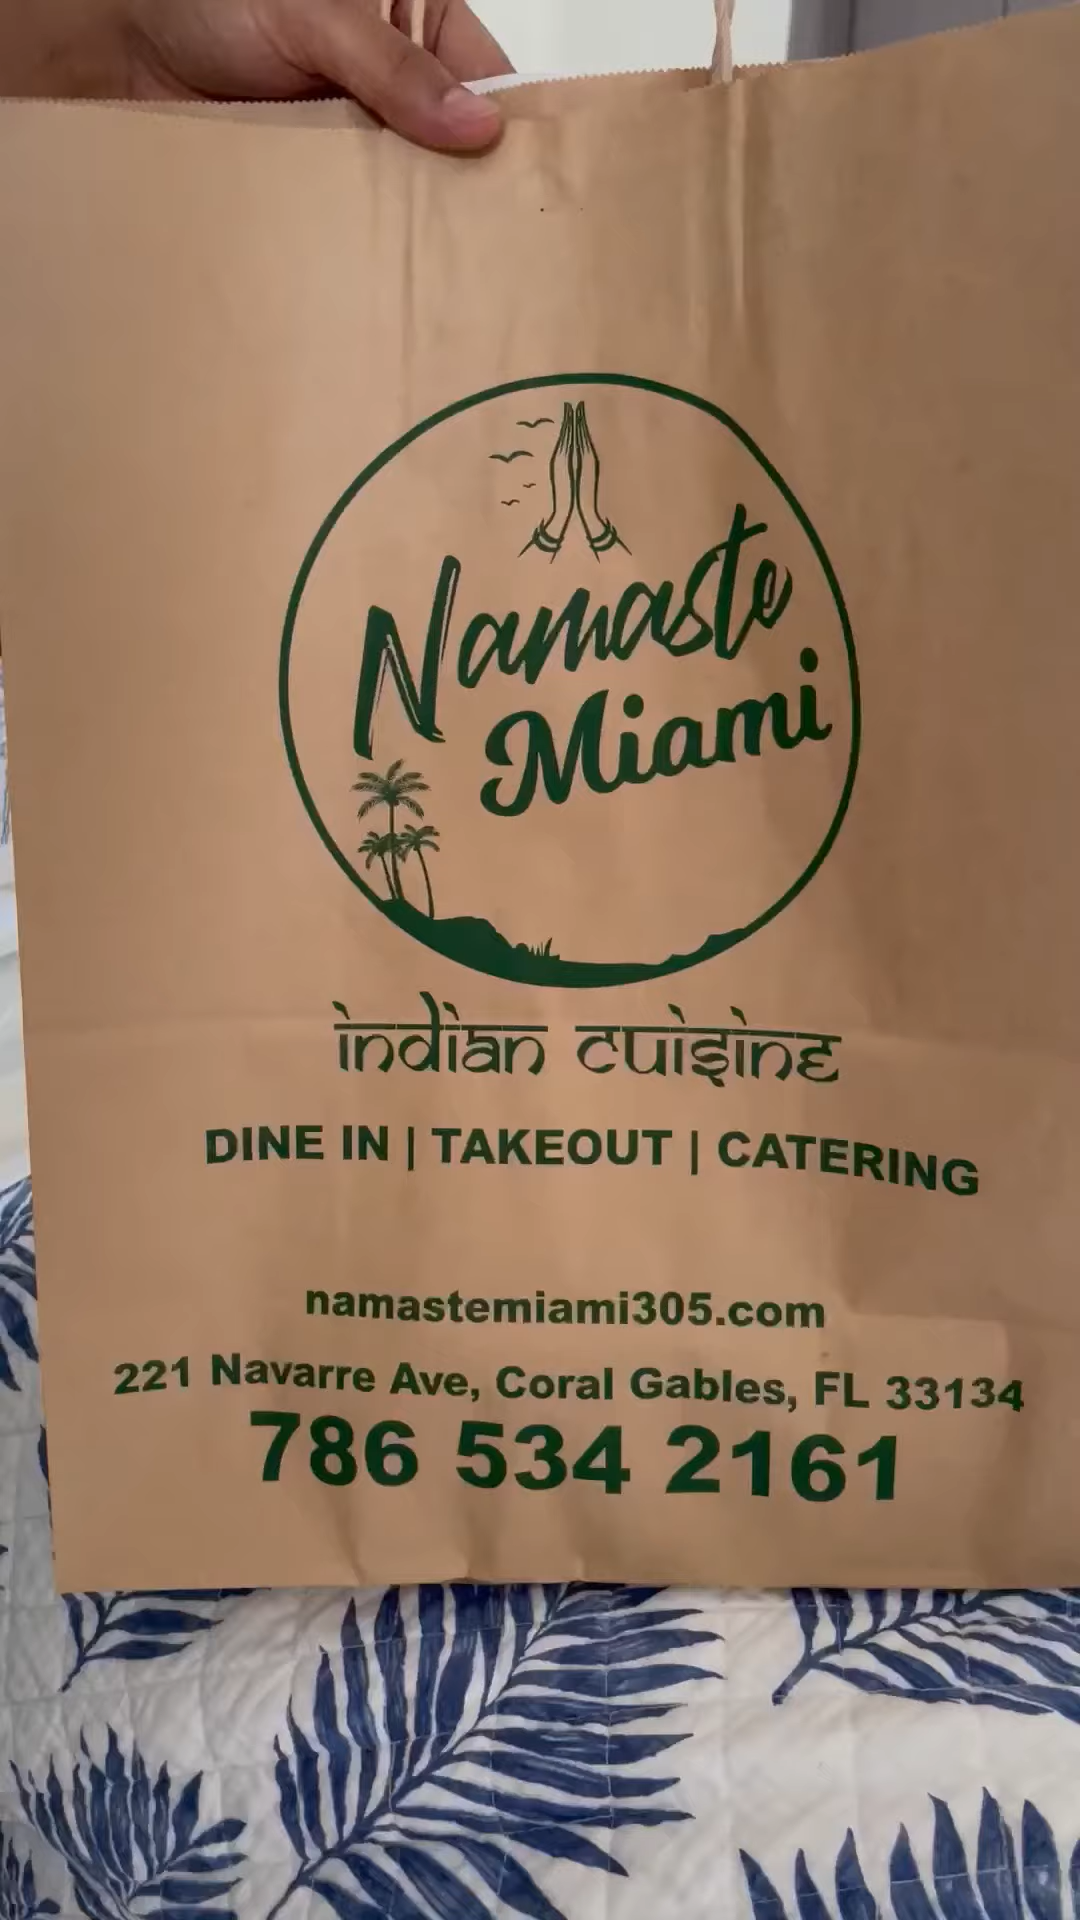 Namaste
Miami
indian cuisine
DINE IN | TAKEOUT | CATERING
namastemiami305.com
221 Navarre Ave, Coral Gables, FL 33134
786 534 2161